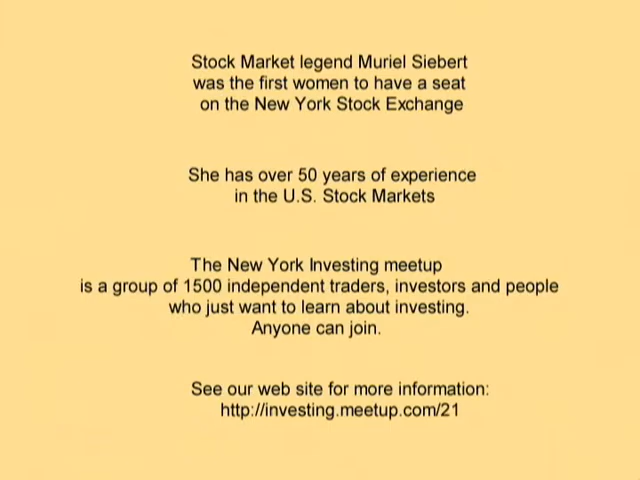 Stock Market legend Muriel Siebert
was the first women to have a seat
on the New York Stock Exchange
She has over 50 years of experience
in the U.S. Stock Markets
The New York Investing meetup
is a group of 1500 independent traders, investors and people
who just want to learn about investing.
Anyone can join.
See our web site for more information:
http://investing.meetup.com/21